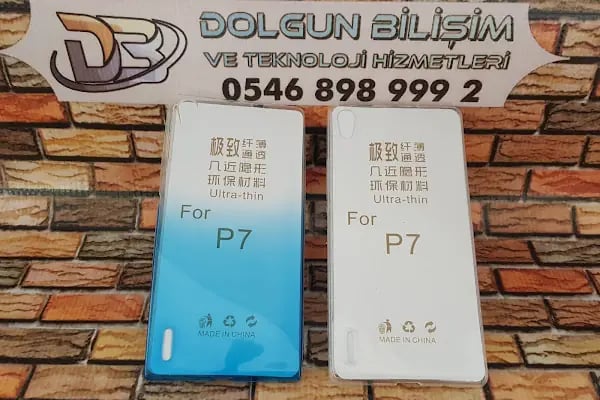 DB
DOLGUN BİLİŞİM
VE TEKNOLOJİ HİZMETLERİ
0546 898 999 2
极致 纤薄
通透
几近隐形
环保材料
Ultra-thin
For
P7
MADE IN CHINA
极致 纤薄
通透
几近隐形
环保材料
Ultra-thin
For
P7
MADE IN CHINA